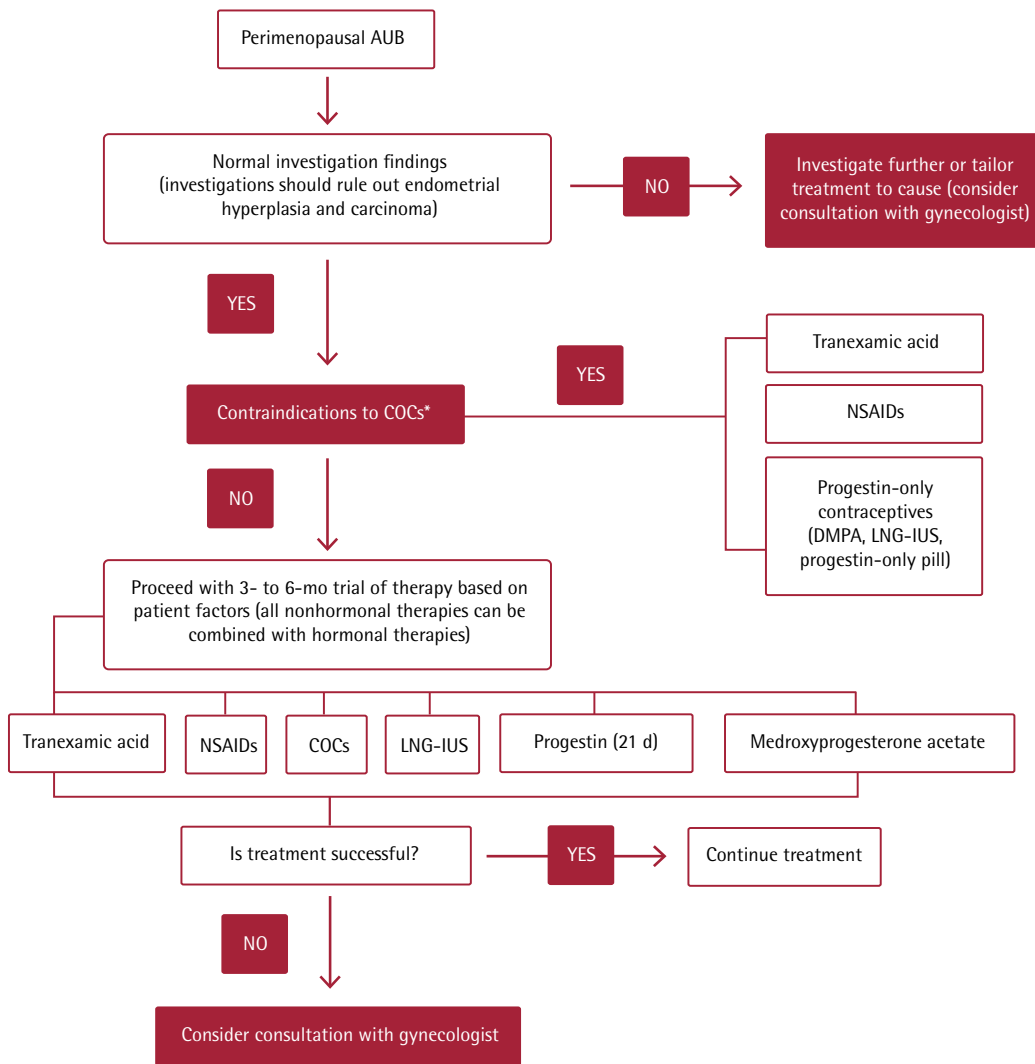 Perimenopausal AUB
Normal investigation findings
(investigations should rule out endometrial
hyperplasia and carcinoma)
NO
Investigate further or tailor
treatment to cause (consider
consultation with gynecologist)
YES
Contraindications to COCs*
YES
Tranexamic acid
NSAIDs
Progestin-only
contraceptives
(DMPA, LNG-IUS,
progestin-only pill)
NO
Proceed with 3- to 6-mo trial of therapy based on
patient factors (all nonhormonal therapies can be
combined with hormonal therapies)
Tranexamic acid
NSAIDs
COCs
LNG-IUS
Progestin (21 d)
Medroxyprogesterone acetate
Is treatment successful?
YES
Continue treatment
NO
Consider consultation with gynecologist